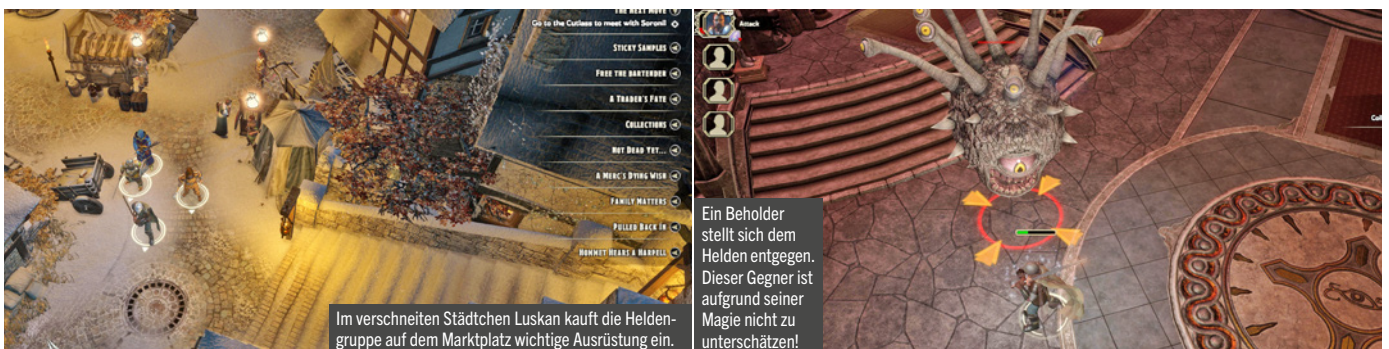 THE NEXT MOVE
Go to the Cutlass to meet with Soronil
STICKY SAMPLES
FREE THE BARTENDER
A TRADER'S FATE
COLLECTIONS
NOT DEAD YET...
A MERC'S DYING WISH
FAMILY MATTERS
PULLED BACK IN
HOMMET HEARS A HARPELL
Im verschneiten Städtchen Luskan kauft die Helden-
gruppe auf dem Marktplatz wichtige Ausrüstung ein.
Attack
Ein Beholder
stellt sich dem
Helden entgegen.
Dieser Gegner ist
aufgrund seiner
Magie nicht zu
unterschätzen!